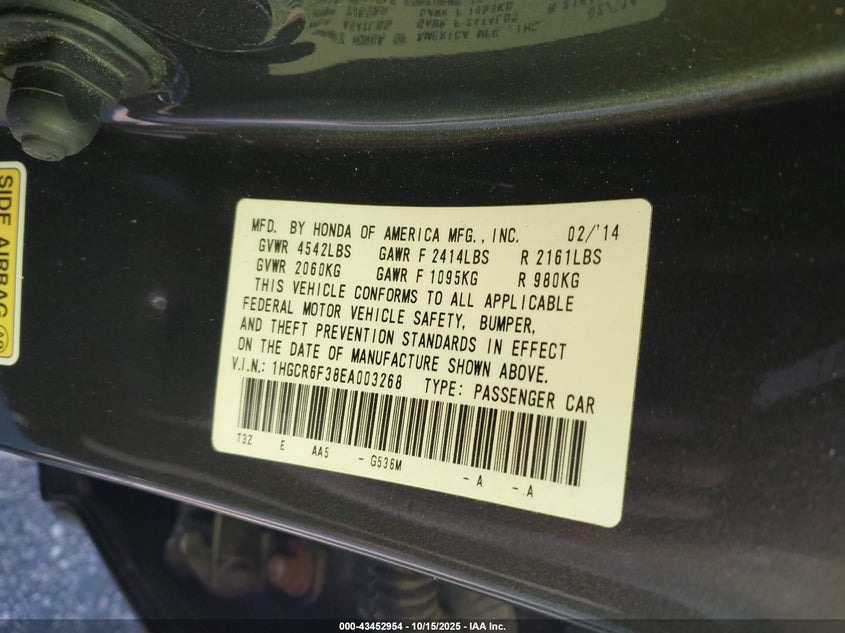 MFD. BY HONDA OF AMERICA MFG., INC. 02/'14
GVWR 4542LBS GAWR F 2414LBS R 2161LBS
GVWR 2060KG GAWR F 1095KG R 980KG
THIS VEHICLE CONFORMS TO ALL APPLICABLE
FEDERAL MOTOR VEHICLE SAFETY, BUMPER,
AND THEFT PREVENTION STANDARDS IN EFFECT
ON THE DATE OF MANUFACTURE SHOWN ABOVE.
V.I.N.: 1HGCR6F38EA003268 TYPE: PASSENGER CAR
T3Z E AA5 - G536M - A - A
SIDE AIRBAG
000-43452954 - 10/15/2025 - IAA Inc.